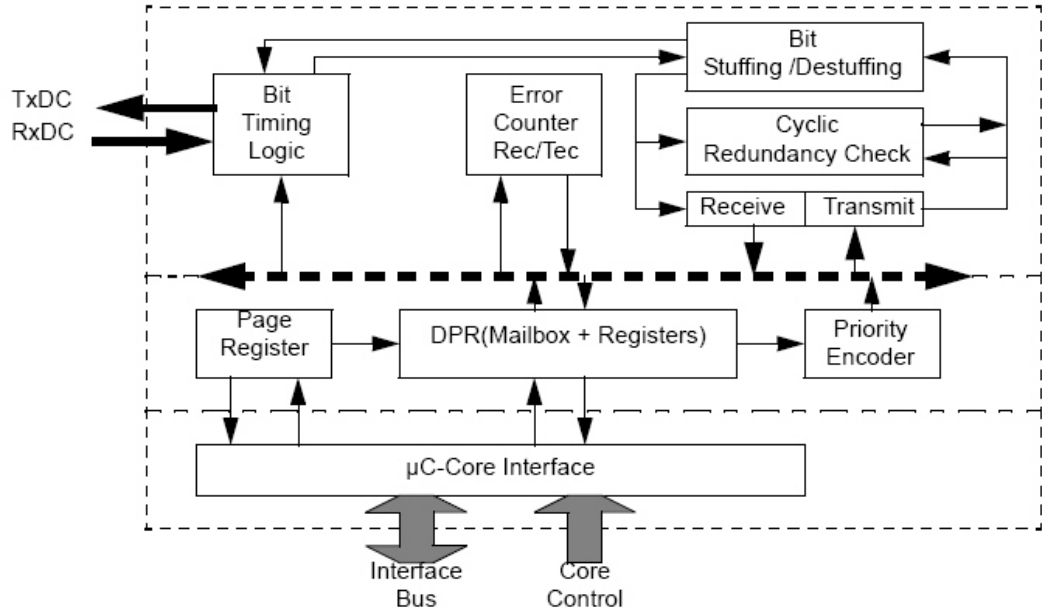 Bit
Stuffing /Destuffing
TxDC
RxDC
Bit
Timing
Logic
Error
Counter
Rec/Tec
Cyclic
Redundancy Check
Receive
Transmit
Page
Register
DPR(Mailbox + Registers)
Priority
Encoder
µC-Core Interface
Interface
Bus
Core
Control